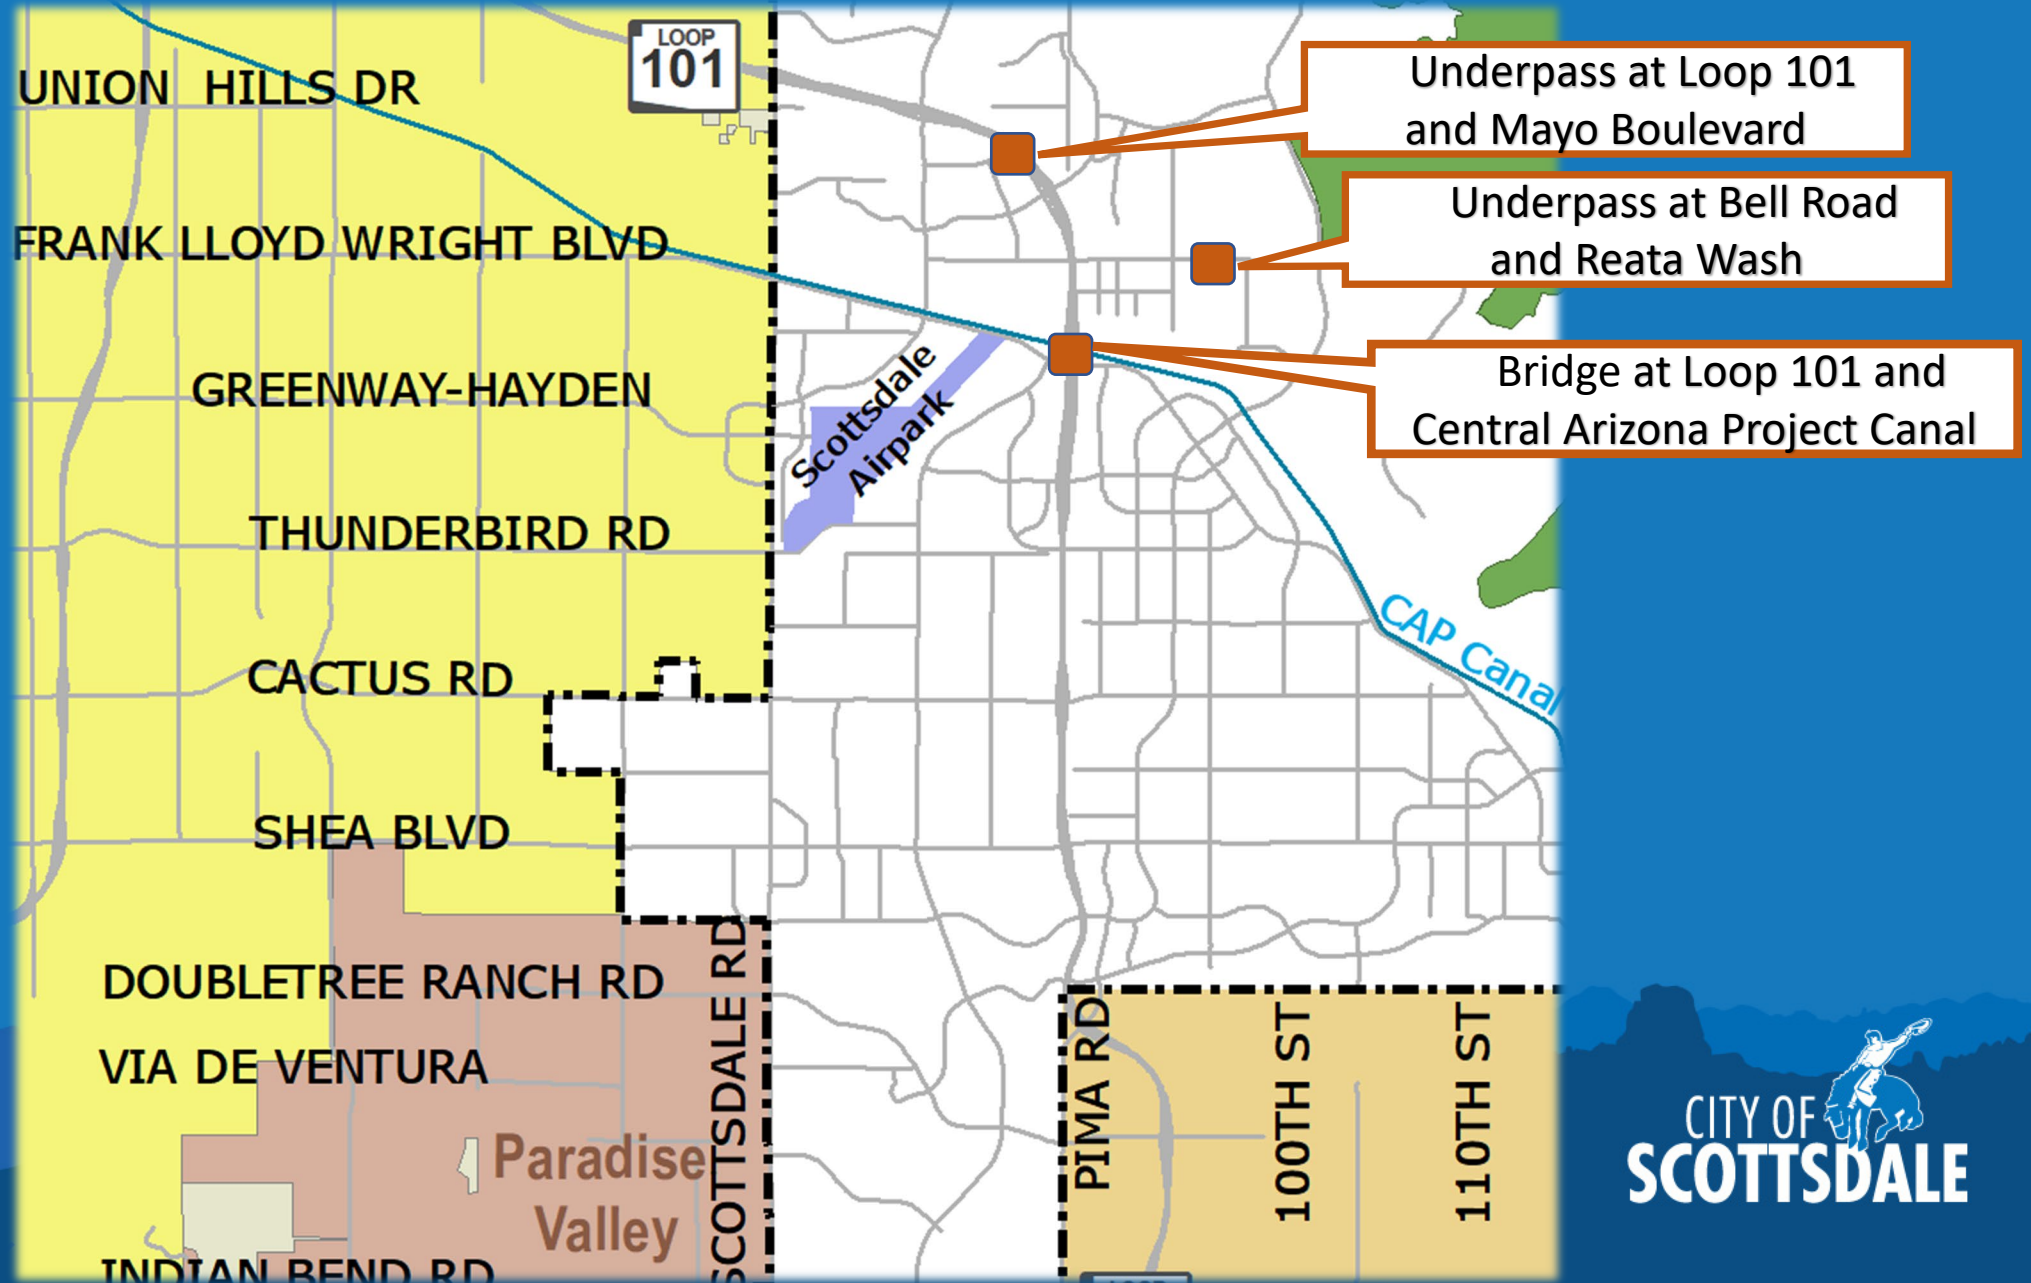 LOOP
101
UNION HILLS DR
Underpass at Loop 101
and Mayo Boulevard
FRANK LLOYD WRIGHT BLVD
Underpass at Bell Road
and Reata Wash
GREENWAY-HAYDEN
Scottsdale
Airpark
Bridge at Loop 101 and
Central Arizona Project Canal
THUNDERBIRD RD
CAP Canal
CACTUS RD
SHEA BLVD
DOUBLETREE RANCH RD
VIA DE VENTURA
SCOTTSDALE RD
PIMA RD
100TH ST
110TH ST
Paradise
Valley
INDIAN BEND RD
LOOP
CITY OF
SCOTTSDALE